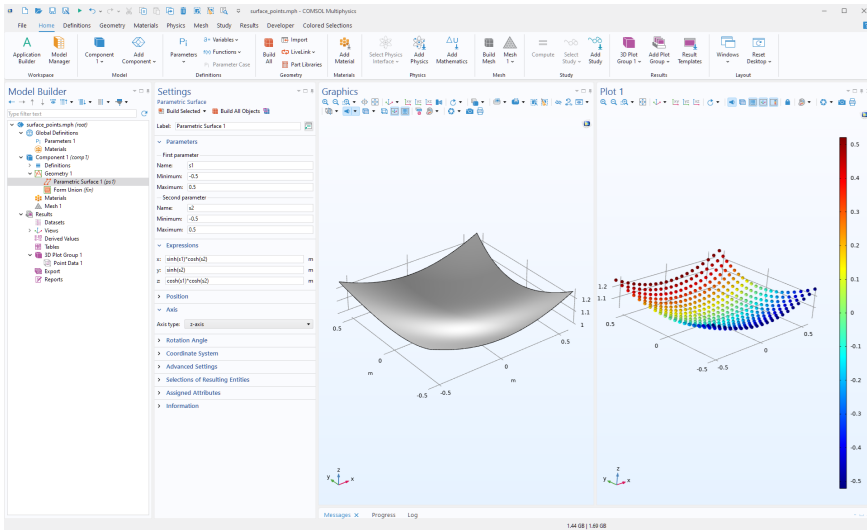 surface_points.mph - COMSOL Multiphysics
File Home Definitions Geometry Materials Physics Mesh Study Results Developer Colored Selections
Application Builder
Model Manager
Workspace
Component 1
Add Component
Model
Parameters
a= Variables
f(x) Functions
Pi Parameter Case
Definitions
Build All
Import
LiveLink
Part Libraries
Geometry
Add Material
Materials
Select Physics Interface
Add Physics
Add Mathematics
Physics
Build Mesh
Mesh 1
Mesh
Compute
Select Study
Add Study
Study
3D Plot Group 1
Add Plot Group
Result Templates
Results
Windows
Reset Desktop
Layout
Model Builder
Type filter text
surface_points.mph (root)
Global Definitions
Pi Parameters 1
Materials
Component 1 (comp1)
Definitions
Geometry 1
Parametric Surface 1 (ps1)
Form Union (fin)
Materials
Mesh 1
Results
Datasets
Views
Derived Values
Tables
3D Plot Group 1
Point Data 1
Export
Reports
Settings
Parametric Surface
Build Selected Build All Objects
Label: Parametric Surface 1
Parameters
First parameter
Name: s1
Minimum: -0.5
Maximum: 0.5
Second parameter
Name: s2
Minimum: -0.5
Maximum: 0.5
Expressions
x: sinh(s1)*cosh(s2) m
y: sinh(s2) m
z: cosh(s1)*cosh(s2) m
Position
Axis
Axis type: z-axis
Rotation Angle
Coordinate System
Advanced Settings
Selections of Resulting Entities
Assigned Attributes
Information
Graphics
1.2
1.1
1
m
0.5
0
m
-0.5
-0.5
0
m
0.5
z
y
x
Plot 1
1.2
1.1
0.5
0
-0.5
-0.5
0
0.5
z
y
x
0.5
0.4
0.3
0.2
0.1
0
-0.1
-0.2
-0.3
-0.4
-0.5
Messages Progress Log
1.44 GB | 1.69 GB